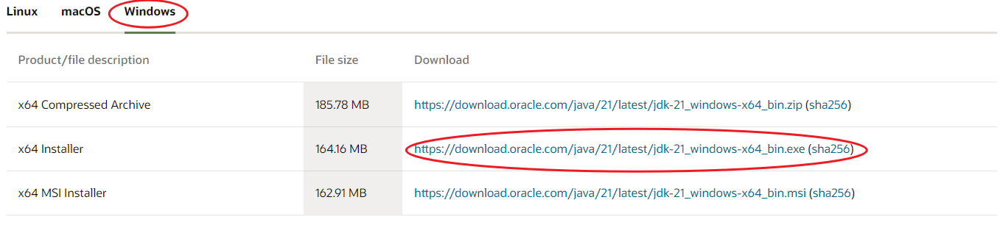 Linux macOS Windows
Product/file description File size Download
x64 Compressed Archive 185.78 MB https://download.oracle.com/java/21/latest/jdk-21_windows-x64_bin.zip (sha256)
x64 Installer 164.16 MB https://download.oracle.com/java/21/latest/jdk-21_windows-x64_bin.exe (sha256)
x64 MSI Installer 162.91 MB https://download.oracle.com/java/21/latest/jdk-21_windows-x64_bin.msi (sha256)